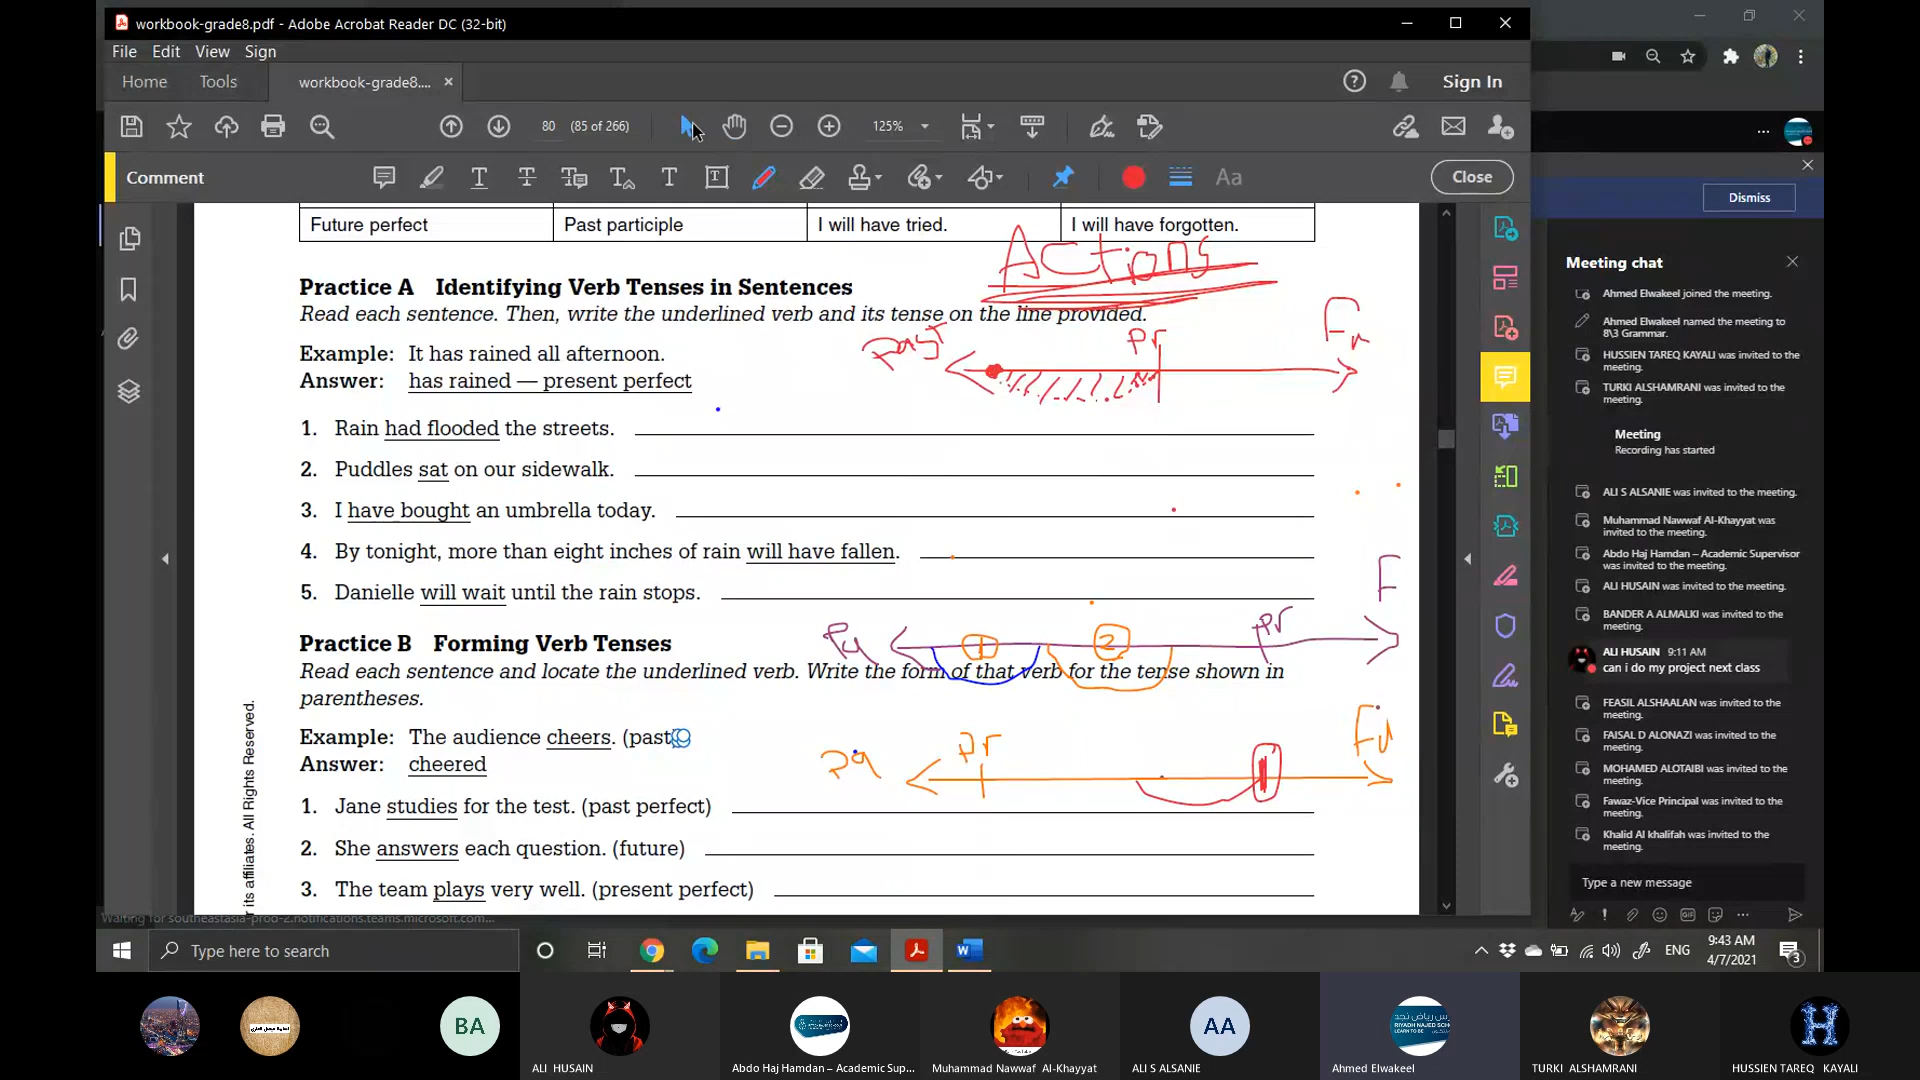 workbook-grade8.pdf - Adobe Acrobat Reader DC (32-bit)
File Edit View Sign
Home Tools workbook-grade8.... × Sign In
80 (85 of 266) 125%
Comment Close
Aa
Future perfect Past participle I will have tried. I will have forgotten.
Actions
Practice A Identifying Verb Tenses in Sentences
Read each sentence. Then, write the underlined verb and its tense on the line provided.
Past Pr
Example: It has rained all afternoon.
Answer: has rained — present perfect
1. Rain had flooded the streets.
2. Puddles sat on our sidewalk.
3. I have bought an umbrella today.
4. By tonight, more than eight inches of rain will have fallen.
5. Danielle will wait until the rain stops.
F
Pa 1 2 Pr
Practice B Forming Verb Tenses
Read each sentence and locate the underlined verb. Write the form of that verb for the tense shown in
parentheses.
Example: The audience cheers. (past
Answer: cheered
Pa Pr
1. Jane studies for the test. (past perfect)
2. She answers each question. (future)
3. The team plays very well. (present perfect)
r its affiliates. All Rights Reserved.
Waiting for southeastasia-prod-2.notifications.teams.microsoft.com...
Dismiss
Meeting chat
Ahmed Elwakeel joined the meeting.
Ahmed Elwakeel named the meeting to
8\3 Grammar.
HUSSIEN TAREQ KAYALI was invited to the
meeting.
TURKI ALSHAMRANI was invited to the
meeting.
Meeting
Recording has started
ALI S ALSANIE was invited to the meeting.
Muhammad Nawwaf Al-Khayyat was
invited to the meeting.
Abdo Haj Hamdan – Academic Supervisor
was invited to the meeting.
ALI HUSAIN was invited to the meeting.
BANDER A ALMALKI was invited to the
meeting.
ALI HUSAIN 9:11 AM
can i do my project next class
FEASIL ALSHAALAN was invited to the
meeting.
FAISAL D ALONAZI was invited to the
meeting.
MOHAMED ALOTAIBI was invited to the
meeting.
Fawaz-Vice Principal was invited to the
meeting.
Khalid Al khalifah was invited to the
meeting.
Type a new message
Type here to search
ENG
9:43 AM
4/7/2021
3
BA
AA
ALI HUSAIN
Abdo Haj Hamdan – Academic Sup...
Muhammad Nawwaf Al-Khayyat
ALI S ALSANIE
Ahmed Elwakeel
TURKI ALSHAMRANI
HUSSIEN TAREQ KAYALI